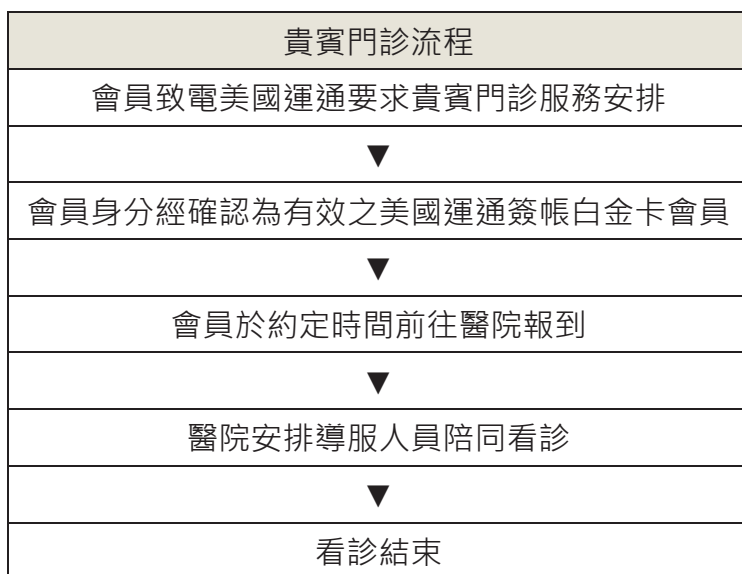 貴賓門診流程
會員致電美國運通要求貴賓門診服務安排
▼
會員身分經確認為有效之美國運通簽帳白金卡會員
▼
會員於約定時間前往醫院報到
▼
醫院安排導服人員陪同看診
▼
看診結束